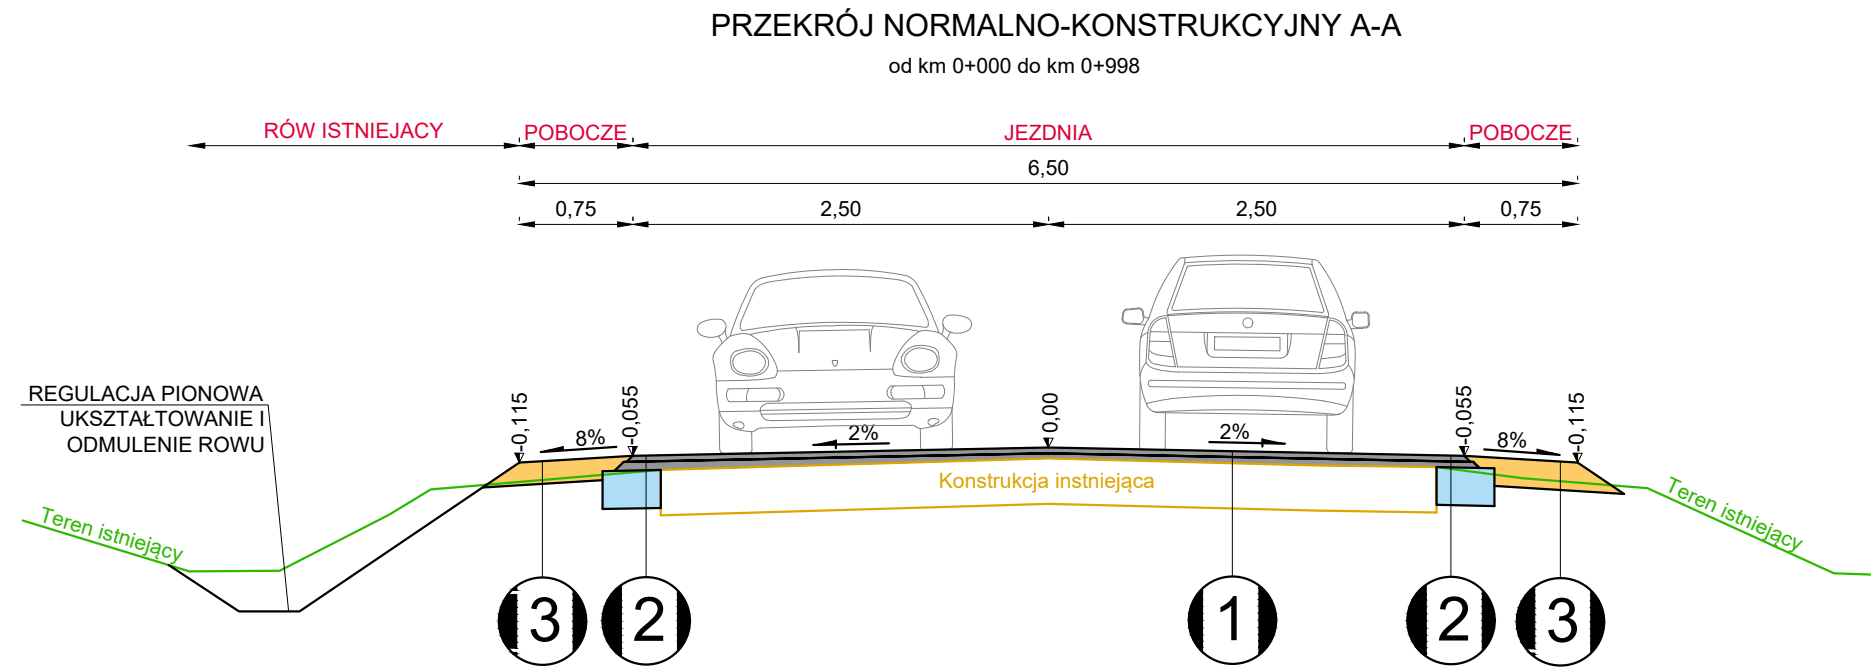 PRZEKRÓJ NORMALNO-KONSTRUKCYJNY A-A
od km 0+000 do km 0+998
RÓW ISTNIEJACY POBOCZE JEZDNIA POBOCZE
6,50
0,75 2,50 2,50 0,75
REGULACJA PIONOWA
UKSZTAŁTOWANIE I
ODMULENIE ROWU
-0,115 8% -0,055 2% 0,00 2% -0,055 8% -0,115
Konstrukcja instniejąca
Teren istniejący Teren istniejący
3 2 1 2 3